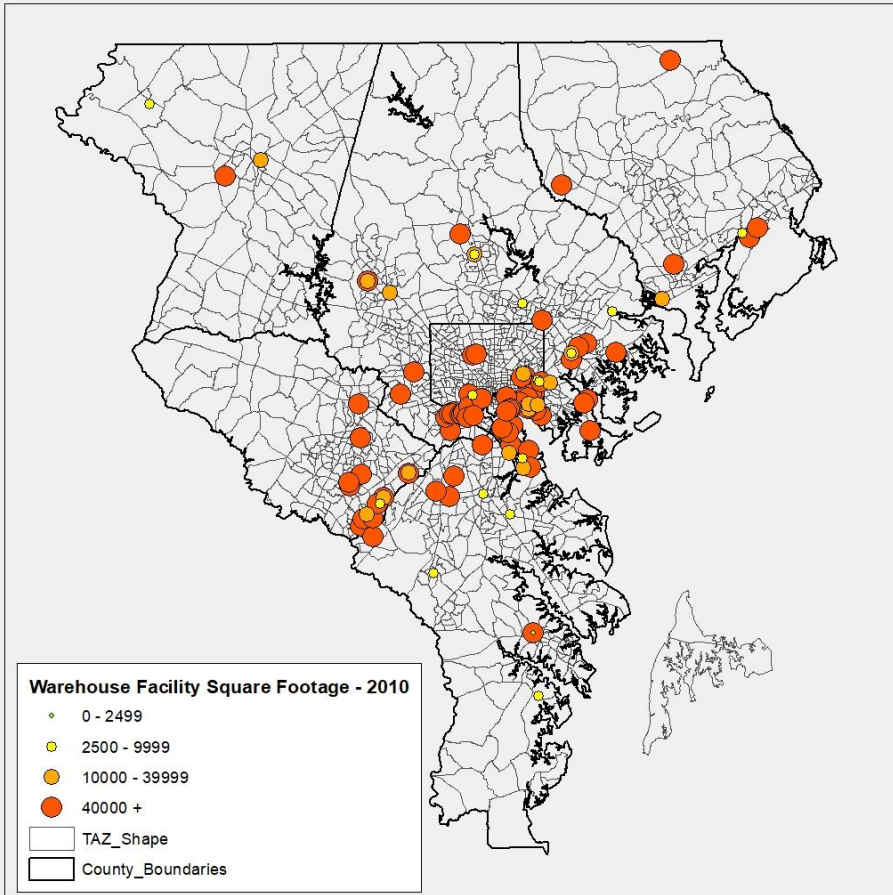 Warehouse Facility Square Footage - 2010
0 - 2499
2500 - 9999
10000 - 39999
40000 +
TAZ_Shape
County_Boundaries